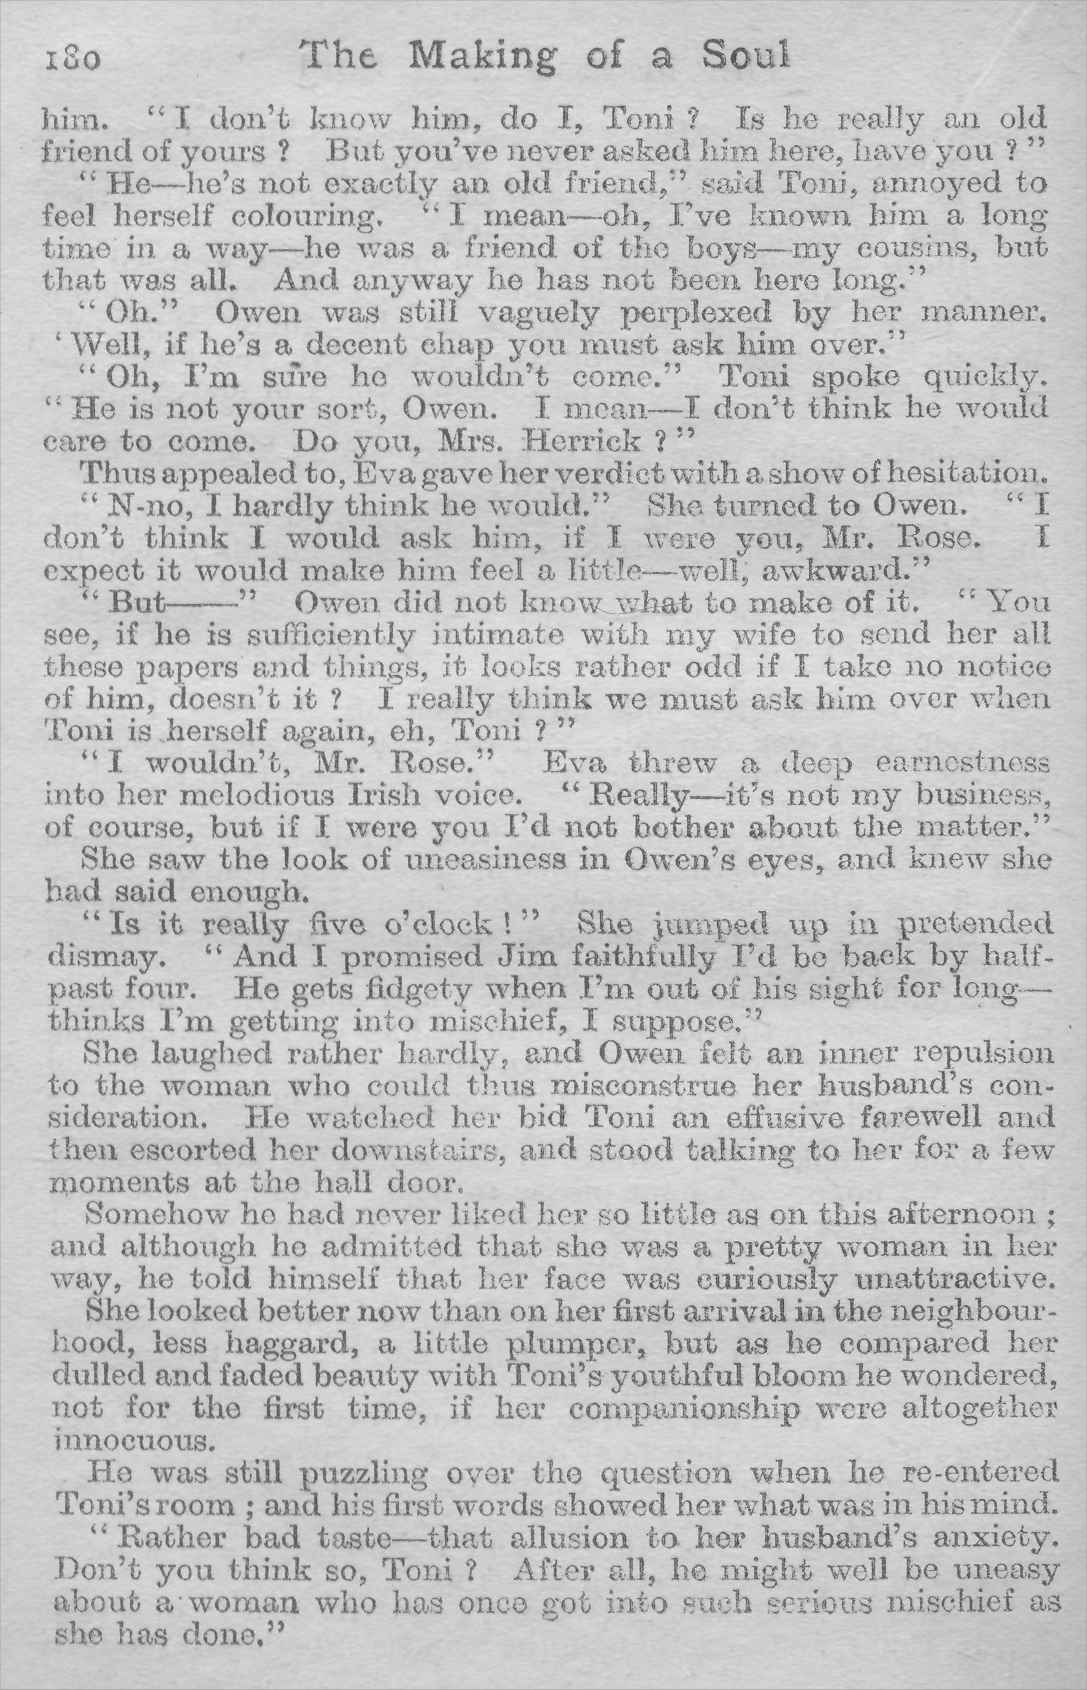 180 The Making of a Soul
him. “I don’t know him, do I, Toni ? Is he really an old
friend of yours ? But you’ve never asked him here, have you ?”
“He—he’s not exactly an old friend,” said Toni, annoyed to
feel herself colouring. “I mean—oh, I’ve known him a long
time in a way—he was a friend of the boys—my cousins, but
that was all. And anyway he has not been here long.”
“Oh.” Owen was still vaguely perplexed by her manner.
‘Well, if he’s a decent chap you must ask him over.”
“Oh, I’m sure he wouldn’t come.” Toni spoke quickly.
“He is not your sort, Owen. I mean—I don’t think he would
care to come. Do you, Mrs. Herrick ?”
Thus appealed to, Eva gave her verdict with a show of hesitation.
“N-no, I hardly think he would.” She turned to Owen. “I
don’t think I would ask him, if I were you, Mr. Rose. I
expect it would make him feel a little—well, awkward.”
“But——” Owen did not know what to make of it. “You
see, if he is sufficiently intimate with my wife to send her all
these papers and things, it looks rather odd if I take no notice
of him, doesn’t it ? I really think we must ask him over when
Toni is herself again, eh, Toni ?”
“I wouldn’t, Mr. Rose.” Eva threw a deep earnestness
into her melodious Irish voice. “Really—it’s not my business,
of course, but if I were you I’d not bother about the matter.”
She saw the look of uneasiness in Owen’s eyes, and knew she
had said enough.
“Is it really five o’clock !” She jumped up in pretended
dismay. “And I promised Jim faithfully I’d be back by half-
past four. He gets fidgety when I’m out of his sight for long—
thinks I’m getting into mischief, I suppose.”
She laughed rather hardly, and Owen felt an inner repulsion
to the woman who could thus misconstrue her husband’s con-
sideration. He watched her bid Toni an effusive farewell and
then escorted her downstairs, and stood talking to her for a few
moments at the hall door.
Somehow he had never liked her so little as on this afternoon ;
and although he admitted that she was a pretty woman in her
way, he told himself that her face was curiously unattractive.
She looked better now than on her first arrival in the neighbour-
hood, less haggard, a little plumper, but as he compared her
dulled and faded beauty with Toni’s youthful bloom he wondered,
not for the first time, if her companionship were altogether
innocuous.
He was still puzzling over the question when he re-entered
Toni’s room ; and his first words showed her what was in his mind.
“Rather bad taste—that allusion to her husband’s anxiety.
Don’t you think so, Toni ? After all, he might well be uneasy
about a woman who has once got into such serious mischief as
she has done.”